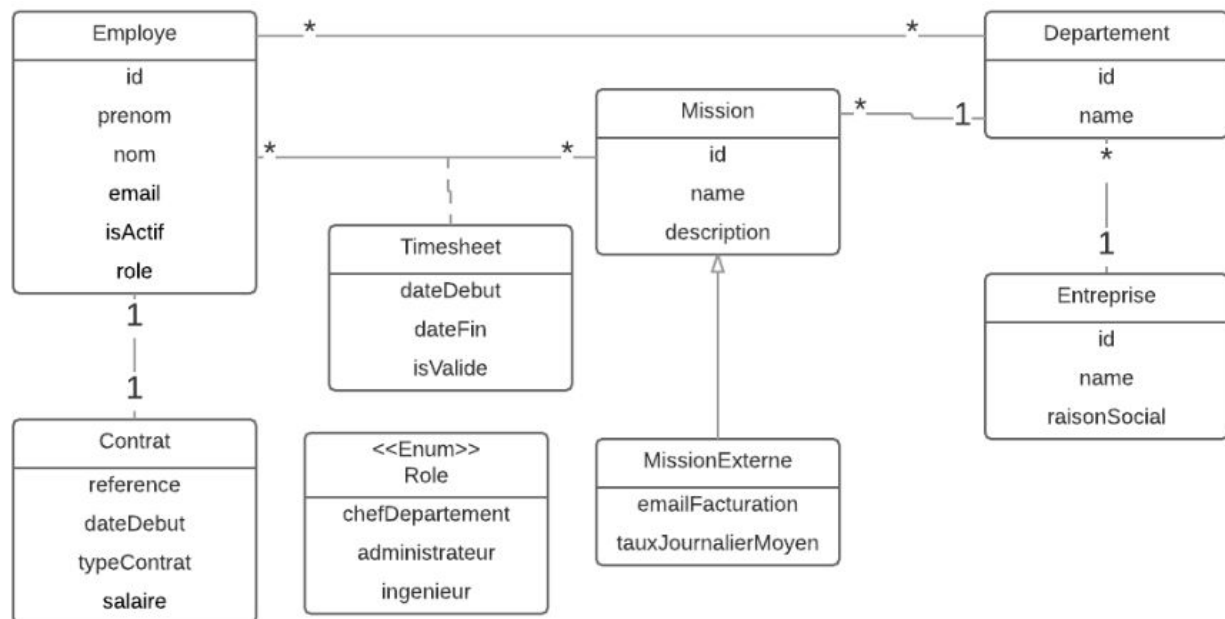 Employe
id
prenom
nom
email
isActif
role
*
*
Departement
id
name
Mission
id
name
description
*
1
*
*
Timesheet
dateDebut
dateFin
isValide
*
1
Entreprise
id
name
raisonSocial
1
1
Contrat
reference
dateDebut
typeContrat
salaire
<<Enum>>
Role
chefDepartement
administrateur
ingenieur
MissionExterne
emailFacturation
tauxJournalierMoyen